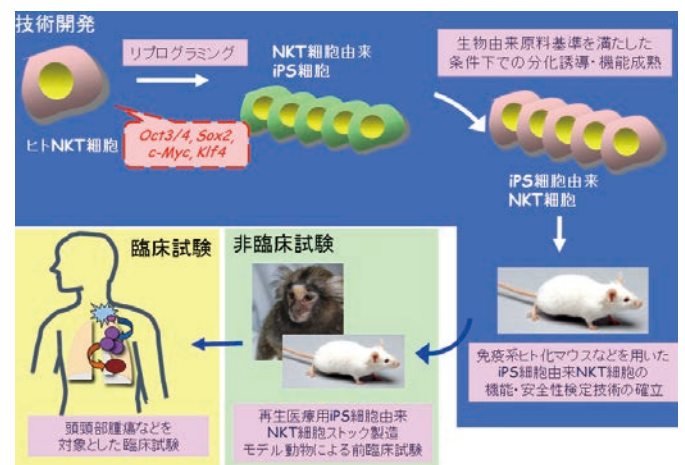 技術開発
リプログラミング
NKT細胞由来
iPS細胞
生物由来原料基準を満たした
条件下での分化誘導・機能成熟
ヒトNKT細胞
Oct3/4, Sox2,
c-Myc, Klf4
iPS細胞由来
NKT細胞
臨床試験
非臨床試験
免疫系ヒト化マウスなどを用いた
iPS細胞由来NKT細胞の
機能・安全性検定技術の確立
頭頸部腫瘍などを
対象とした臨床試験
再生医療用iPS細胞由来
NKT細胞ストック製造
モデル動物による前臨床試験